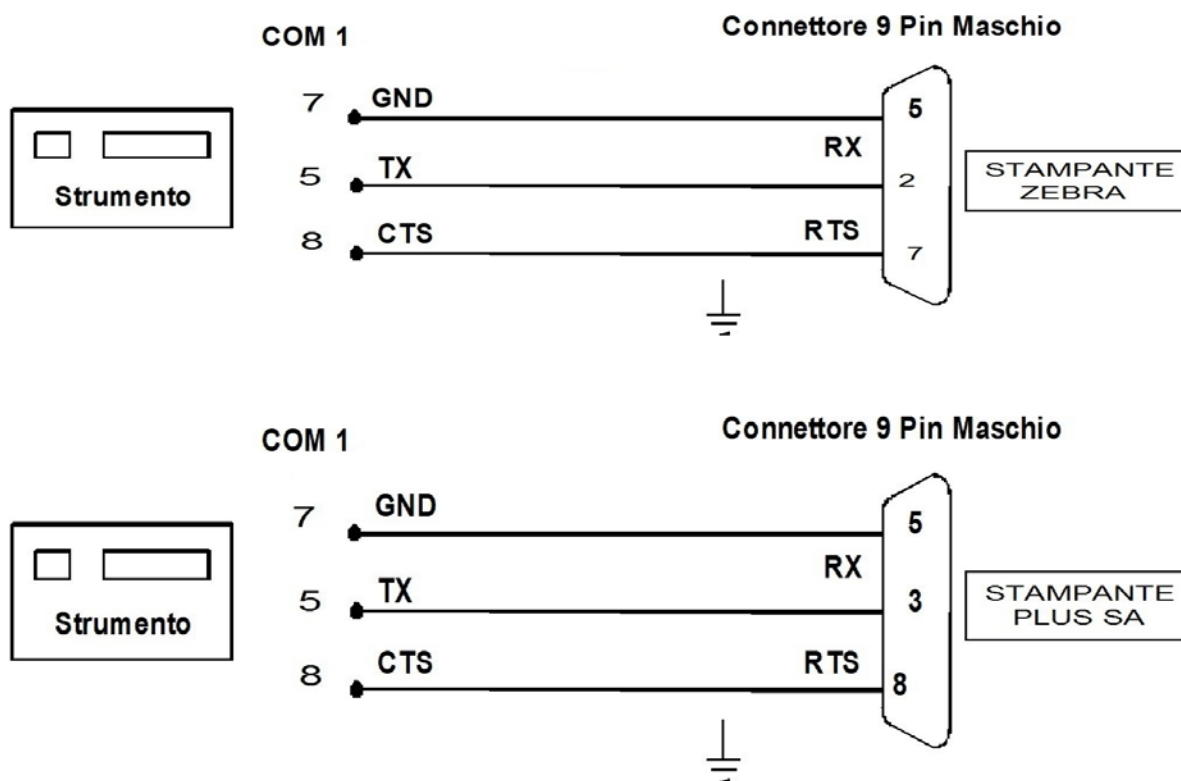 Connettore 9 Pin Maschio
COM 1
7 GND 5
RX
5 TX 2
8 CTS RTS 7
Strumento
STAMPANTE
ZEBRA
Connettore 9 Pin Maschio
COM 1
7 GND 5
RX
5 TX 3
8 CTS RTS 8
Strumento
STAMPANTE
PLUS SA